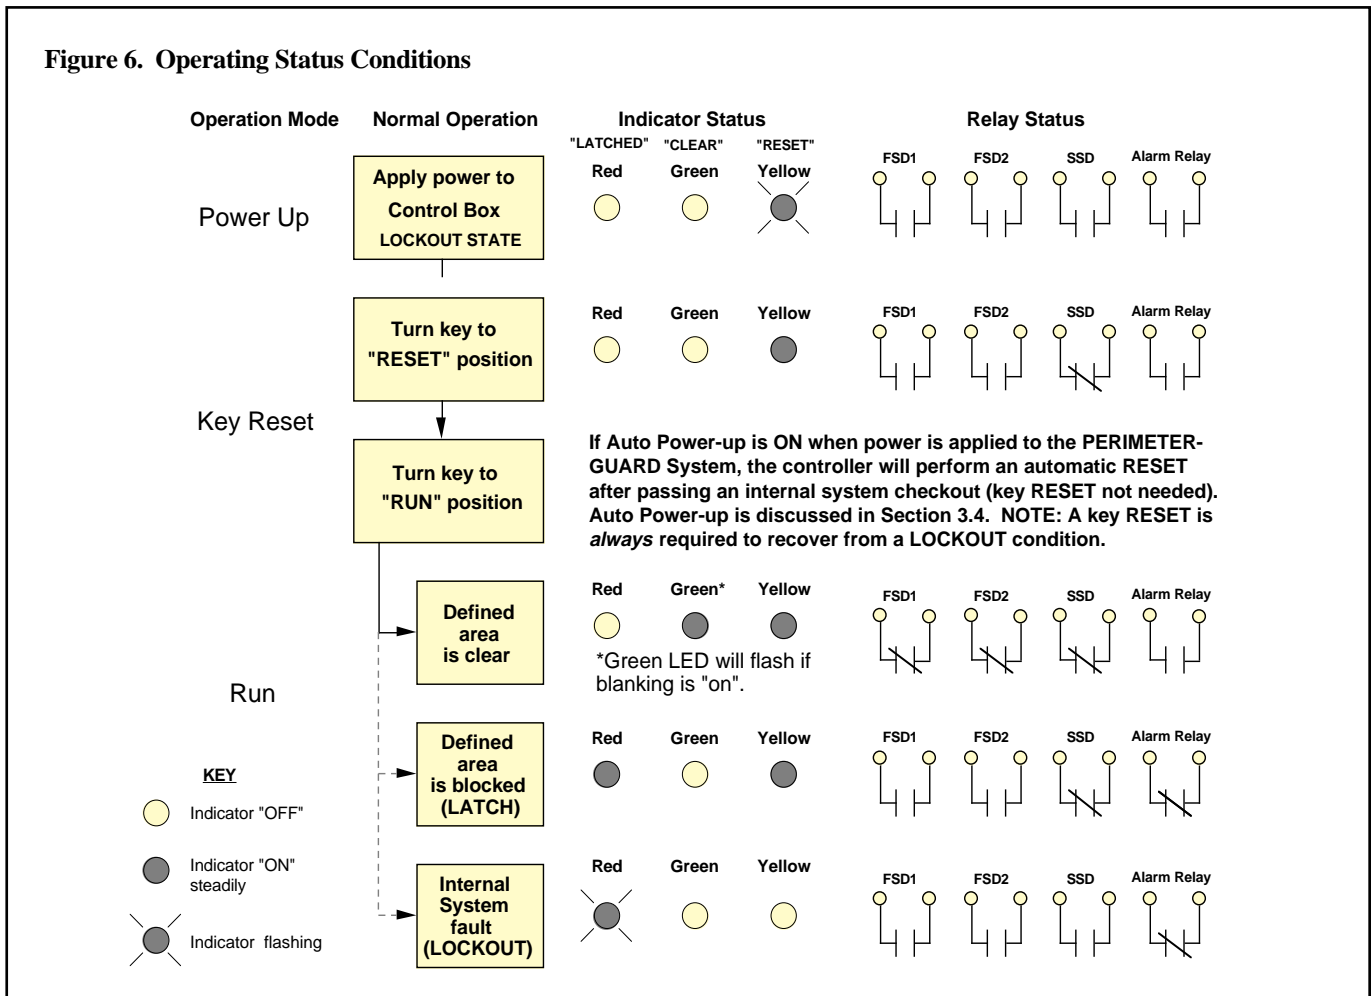 Figure 6.  Operating Status Conditions
Operation Mode Normal Operation Indicator Status Relay Status
"LATCHED" "CLEAR" "RESET"
Power Up
Apply power to
Control Box
LOCKOUT STATE
Red Green Yellow
FSD1 FSD2 SSD Alarm Relay
Key Reset
Turn key to
"RESET" position
Red Green Yellow
FSD1 FSD2 SSD Alarm Relay
Turn key to
"RUN" position
If Auto Power-up is ON when power is applied to the PERIMETER-
GUARD System, the controller will perform an automatic RESET
after passing an internal system checkout (key RESET not needed).
Auto Power-up is discussed in Section 3.4.  NOTE: A key RESET is
always required to recover from a LOCKOUT condition.
Run
Defined
area
is clear
Red Green* Yellow
*Green LED will flash if
blanking is "on".
FSD1 FSD2 SSD Alarm Relay
Defined
area
is blocked
(LATCH)
Red Green Yellow
FSD1 FSD2 SSD Alarm Relay
Internal
System
fault
(LOCKOUT)
Red Green Yellow
FSD1 FSD2 SSD Alarm Relay
KEY
Indicator "OFF"
Indicator "ON"
steadily
Indicator  flashing